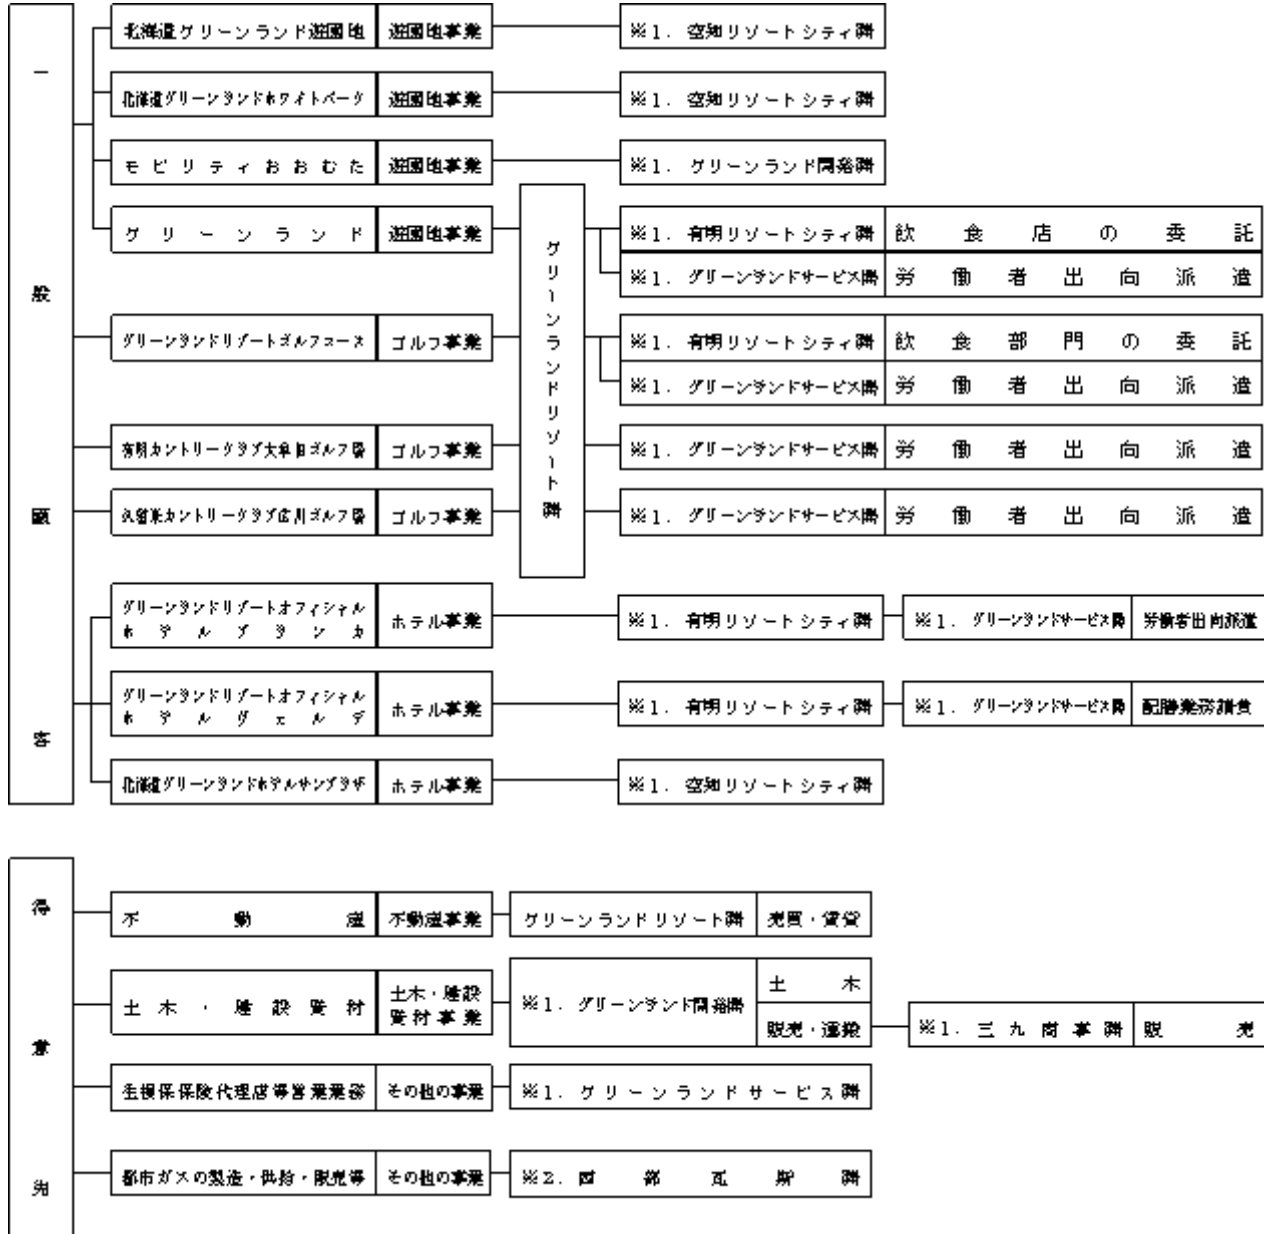 一般顧客
北海道グリーンランド遊園地 遊園地事業 ※1. 空知リゾートシティ㈱
北海道グリーンランドホワイトパーク 遊園地事業 ※1. 空知リゾートシティ㈱
モビリティおおむた 遊園地事業 ※1. グリーンランド開発㈱
グリーンランド 遊園地事業
グリーンランドリゾート㈱
※1. 有明リゾートシティ㈱ 飲食店の委託
※1. グリーンランドサービス㈱ 労働者出向派遣
グリーンランドリゾートゴルフコース ゴルフ事業 ※1. 有明リゾートシティ㈱ 飲食部門の委託
※1. グリーンランドサービス㈱ 労働者出向派遣
有明カントリークラブ大牟田ゴルフ場 ゴルフ事業 ※1. グリーンランドサービス㈱ 労働者出向派遣
久留米カントリークラブ広川ゴルフ場 ゴルフ事業 ※1. グリーンランドサービス㈱ 労働者出向派遣
グリーンランドリゾートオフィシャル
ホテルブランカ ホテル事業 ※1. 有明リゾートシティ㈱ ※1. グリーンランドサービス㈱ 労働者出向派遣
グリーンランドリゾートオフィシャル
ホテルヴェルデ ホテル事業 ※1. 有明リゾートシティ㈱ ※1. グリーンランドサービス㈱ 配膳業務請負
北海道グリーンランドホテルサンプラザ ホテル事業 ※1. 空知リゾートシティ㈱
得意先
不動産 不動産事業 グリーンランドリゾート㈱ 売買・賃貸
土木・建設資材 土木・建設
資材事業 ※1. グリーンランド開発㈱ 土木
販売・運搬 ※1. 三九商事㈱ 販売
生損保保険代理店等営業業務 その他の事業 ※1. グリーンランドサービス㈱
都市ガスの製造・供給・販売等 その他の事業 ※2. 西部瓦斯㈱